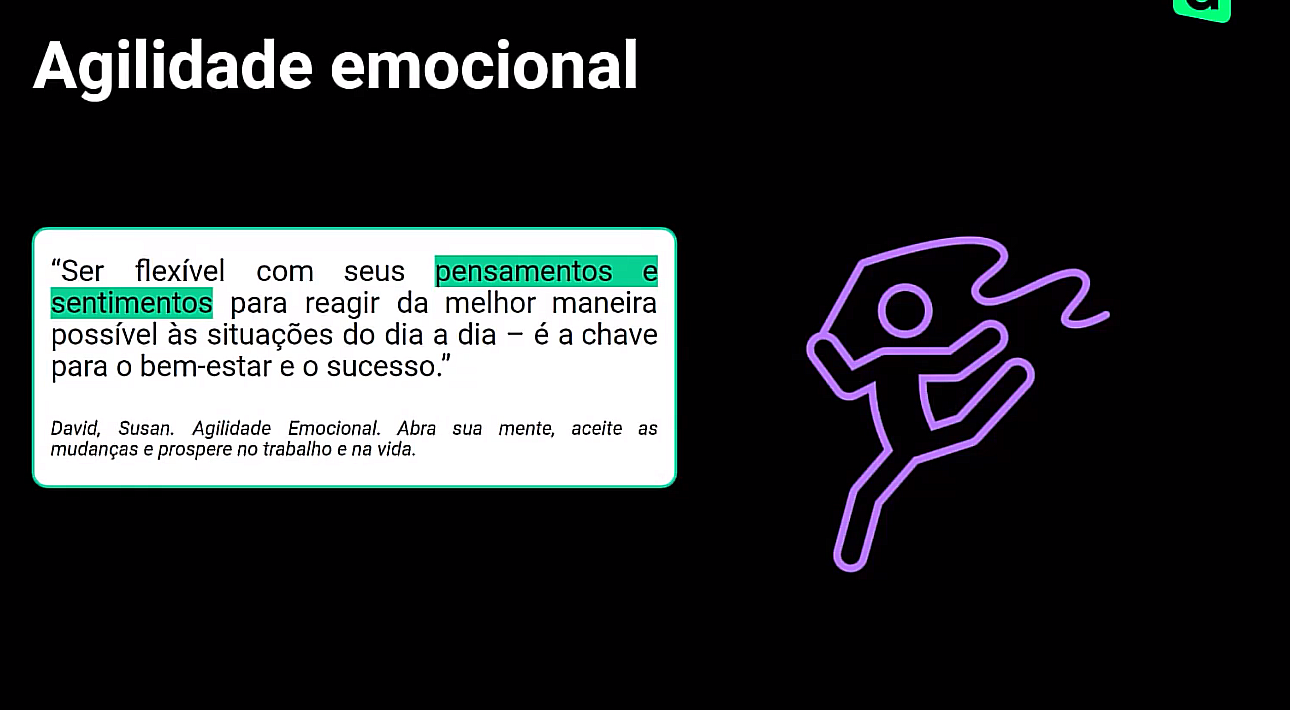 Agilidade emocional
“Ser flexível com seus pensamentos e
sentimentos para reagir da melhor maneira
possível às situações do dia a dia – é a chave
para o bem-estar e o sucesso.”
David, Susan. Agilidade Emocional. Abra sua mente, aceite as
mudanças e prospere no trabalho e na vida.